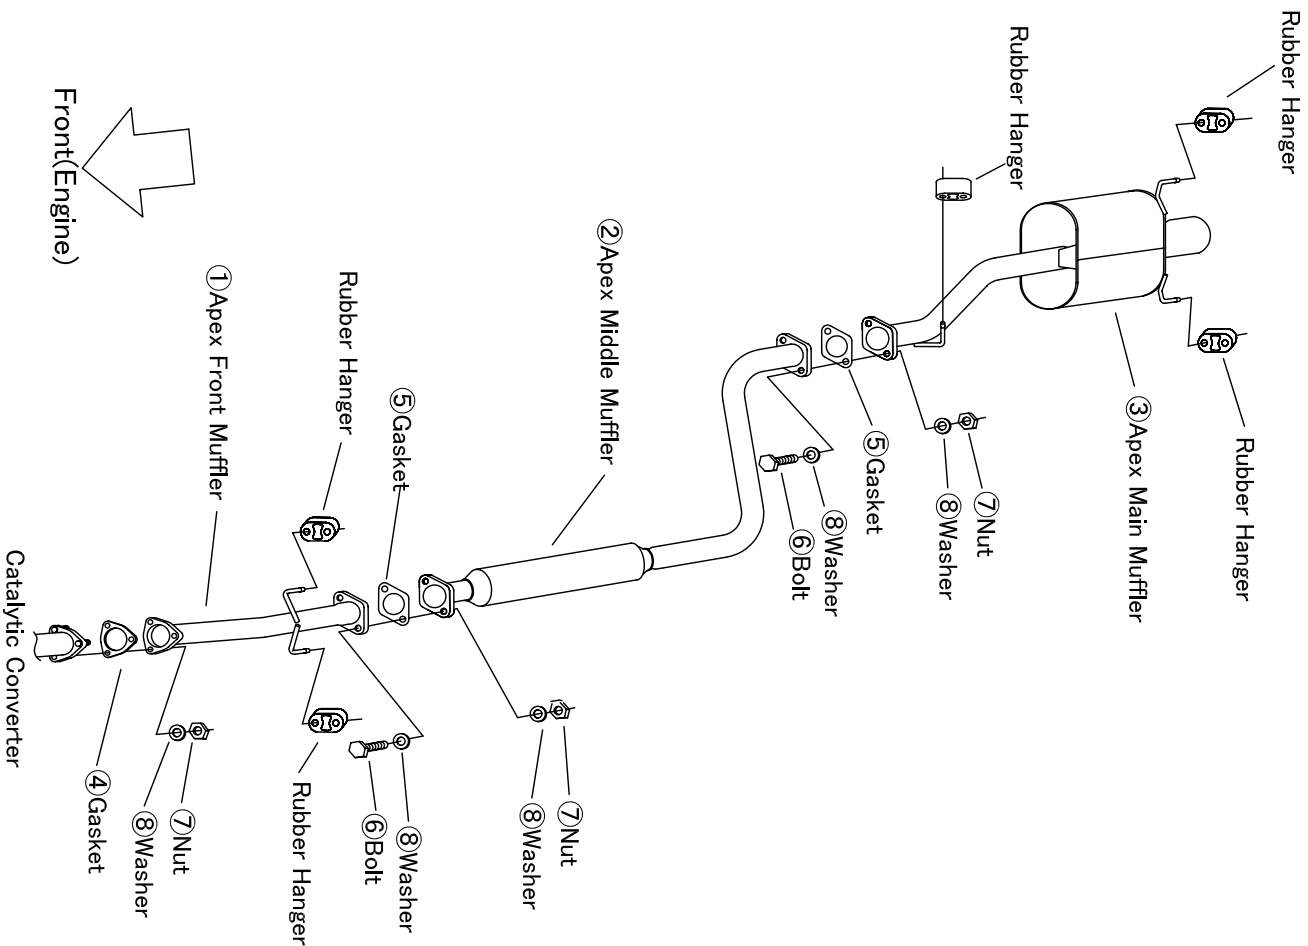 Rubber Hanger
Rubber Hanger
③Apex Main Muffler
Rubber Hanger
⑦Nut
⑧Washer
⑤Gasket
⑧Washer
⑥Bolt
②Apex Middle Muffler
⑦Nut
⑧Washer
⑤Gasket
⑧Washer
⑥Bolt
Rubber Hanger
Rubber Hanger
①Apex Front Muffler
⑦Nut
⑧Washer
④Gasket
Front(Engine)
Catalytic Converter